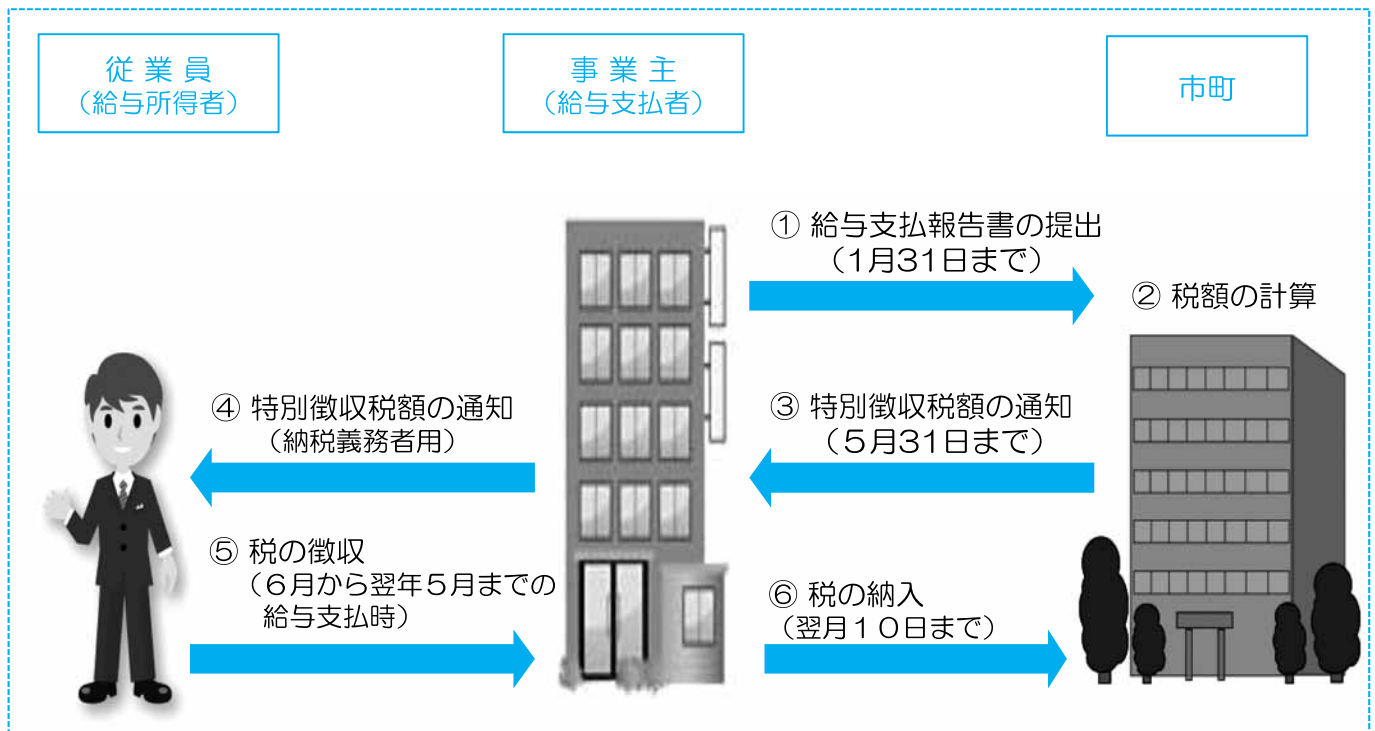 従業員
（給与所得者）
事業主
（給与支払者）
市町
① 給与支払報告書の提出
（1月31日まで）
② 税額の計算
③ 特別徴収税額の通知
（５月31日まで）
④ 特別徴収税額の通知
（納税義務者用）
⑤ 税の徴収
（６月から翌年５月までの
給与支払時）
⑥ 税の納入
（翌月１０日まで）